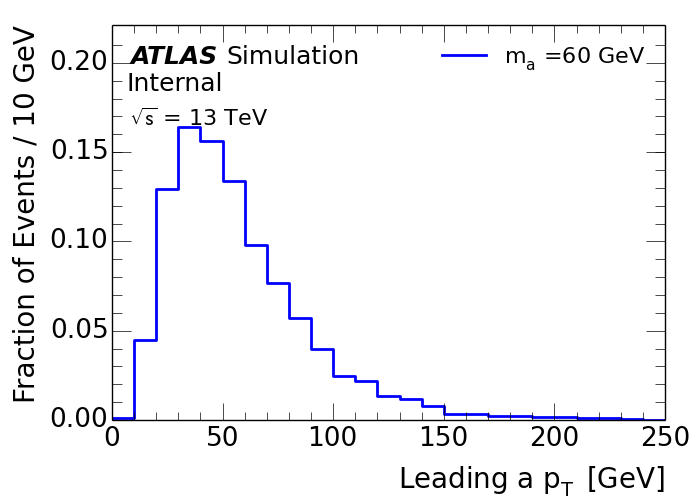 ATLAS Simulation
Internal
√s = 13 TeV
m_a =60 GeV
Fraction of Events / 10 GeV
0.20
0.15
0.10
0.05
0.00
0 50 100 150 200 250
Leading a p_T [GeV]